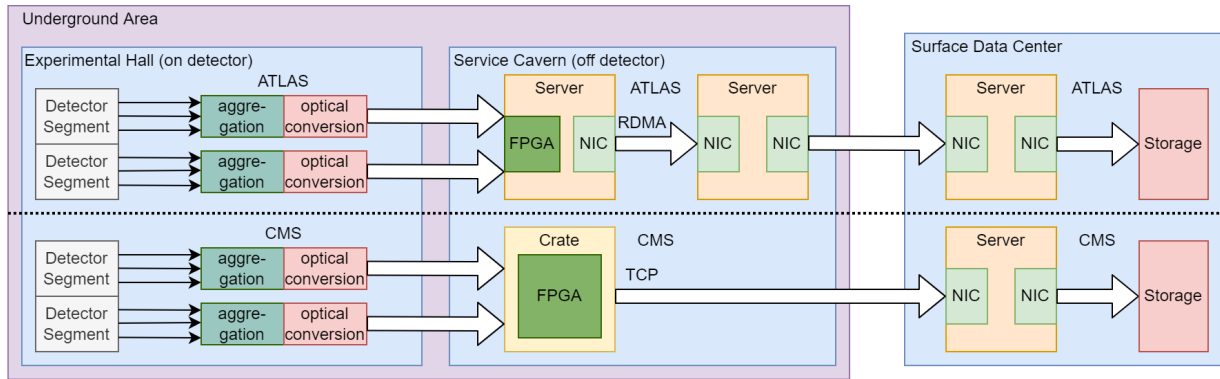 Underground Area
Experimental Hall (on detector)
Service Cavern (off detector)
Surface Data Center
ATLAS
Detector
Segment
Detector
Segment
aggre-
gation
optical
conversion
aggre-
gation
optical
conversion
Server
ATLAS
Server
FPGA
NIC
RDMA
NIC
NIC
Server
ATLAS
NIC
NIC
Storage
CMS
Detector
Segment
Detector
Segment
aggre-
gation
optical
conversion
aggre-
gation
optical
conversion
Crate
CMS
FPGA
TCP
Server
CMS
NIC
NIC
Storage